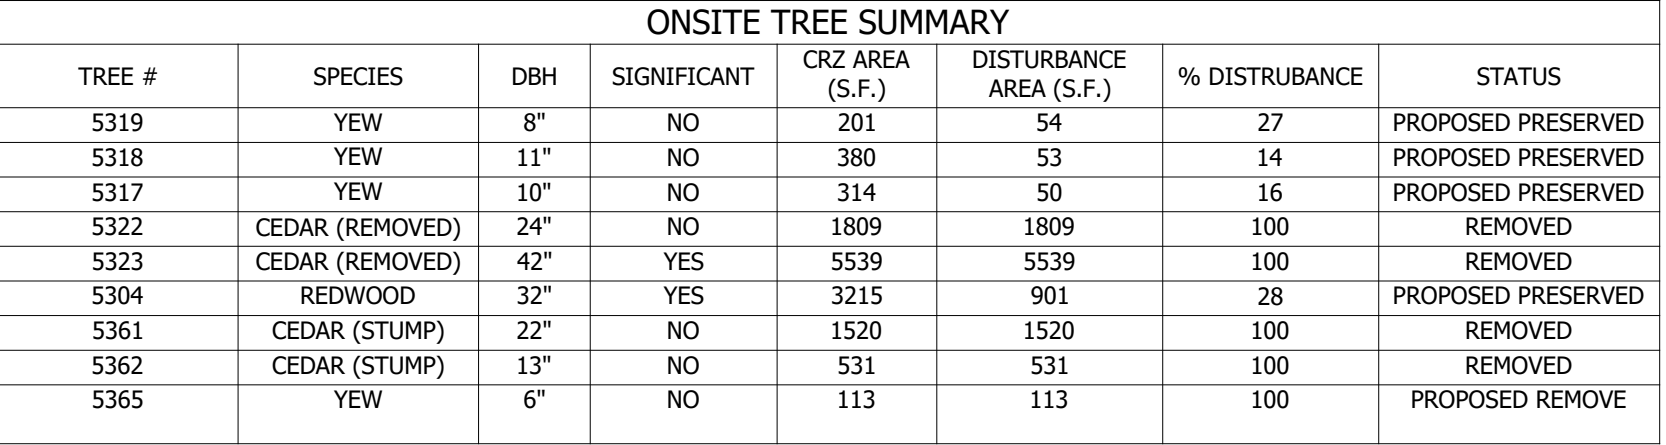 ONSITE TREE SUMMARY
TREE # SPECIES DBH SIGNIFICANT CRZ AREA (S.F.) DISTURBANCE AREA (S.F.) % DISTRUBANCE STATUS
5319 YEW 8" NO 201 54 27 PROPOSED PRESERVED
5318 YEW 11" NO 380 53 14 PROPOSED PRESERVED
5317 YEW 10" NO 314 50 16 PROPOSED PRESERVED
5322 CEDAR (REMOVED) 24" NO 1809 1809 100 REMOVED
5323 CEDAR (REMOVED) 42" YES 5539 5539 100 REMOVED
5304 REDWOOD 32" YES 3215 901 28 PROPOSED PRESERVED
5361 CEDAR (STUMP) 22" NO 1520 1520 100 REMOVED
5362 CEDAR (STUMP) 13" NO 531 531 100 REMOVED
5365 YEW 6" NO 113 113 100 PROPOSED REMOVE